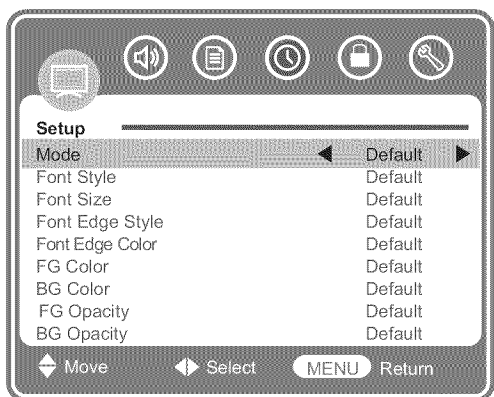 Setup
Mode Default
Font Style Default
Font Size Default
Font Edge Style Default
Font Edge Color Default
FG Color Default
BG Color Default
FG Opacity Default
BG Opacity Default
Move Select MENU Return